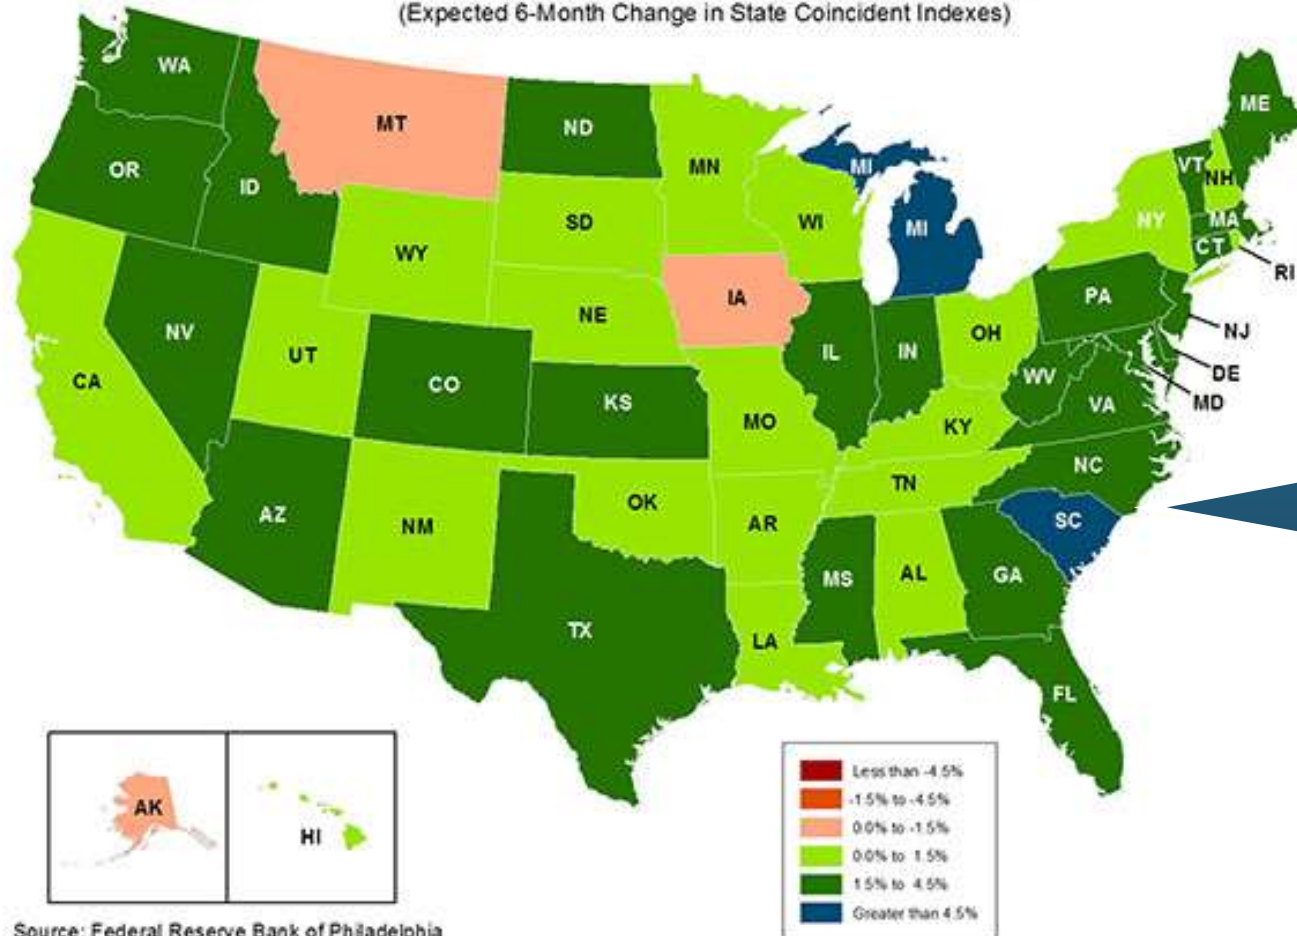 (Expected 6-Month Change in State Coincident Indexes)
WA
MT
ND
ME
OR
ID
MN
MI
VT
NH
SD
WI
MI
NY
MA
WY
CT
RI
IA
NE
PA
NV
UT
OH
NJ
IL
IN
CA
CO
WV
DE
KS
MD
VA
MO
KY
NC
TN
OK
AZ
NM
AR
SC
MS
AL
GA
TX
LA
FL
AK
HI
Less than -4.5%
-1.5% to -4.5%
0.0% to -1.5%
0.0% to 1.5%
1.5% to 4.5%
Greater than 4.5%
Source: Federal Reserve Bank of Philadelphia